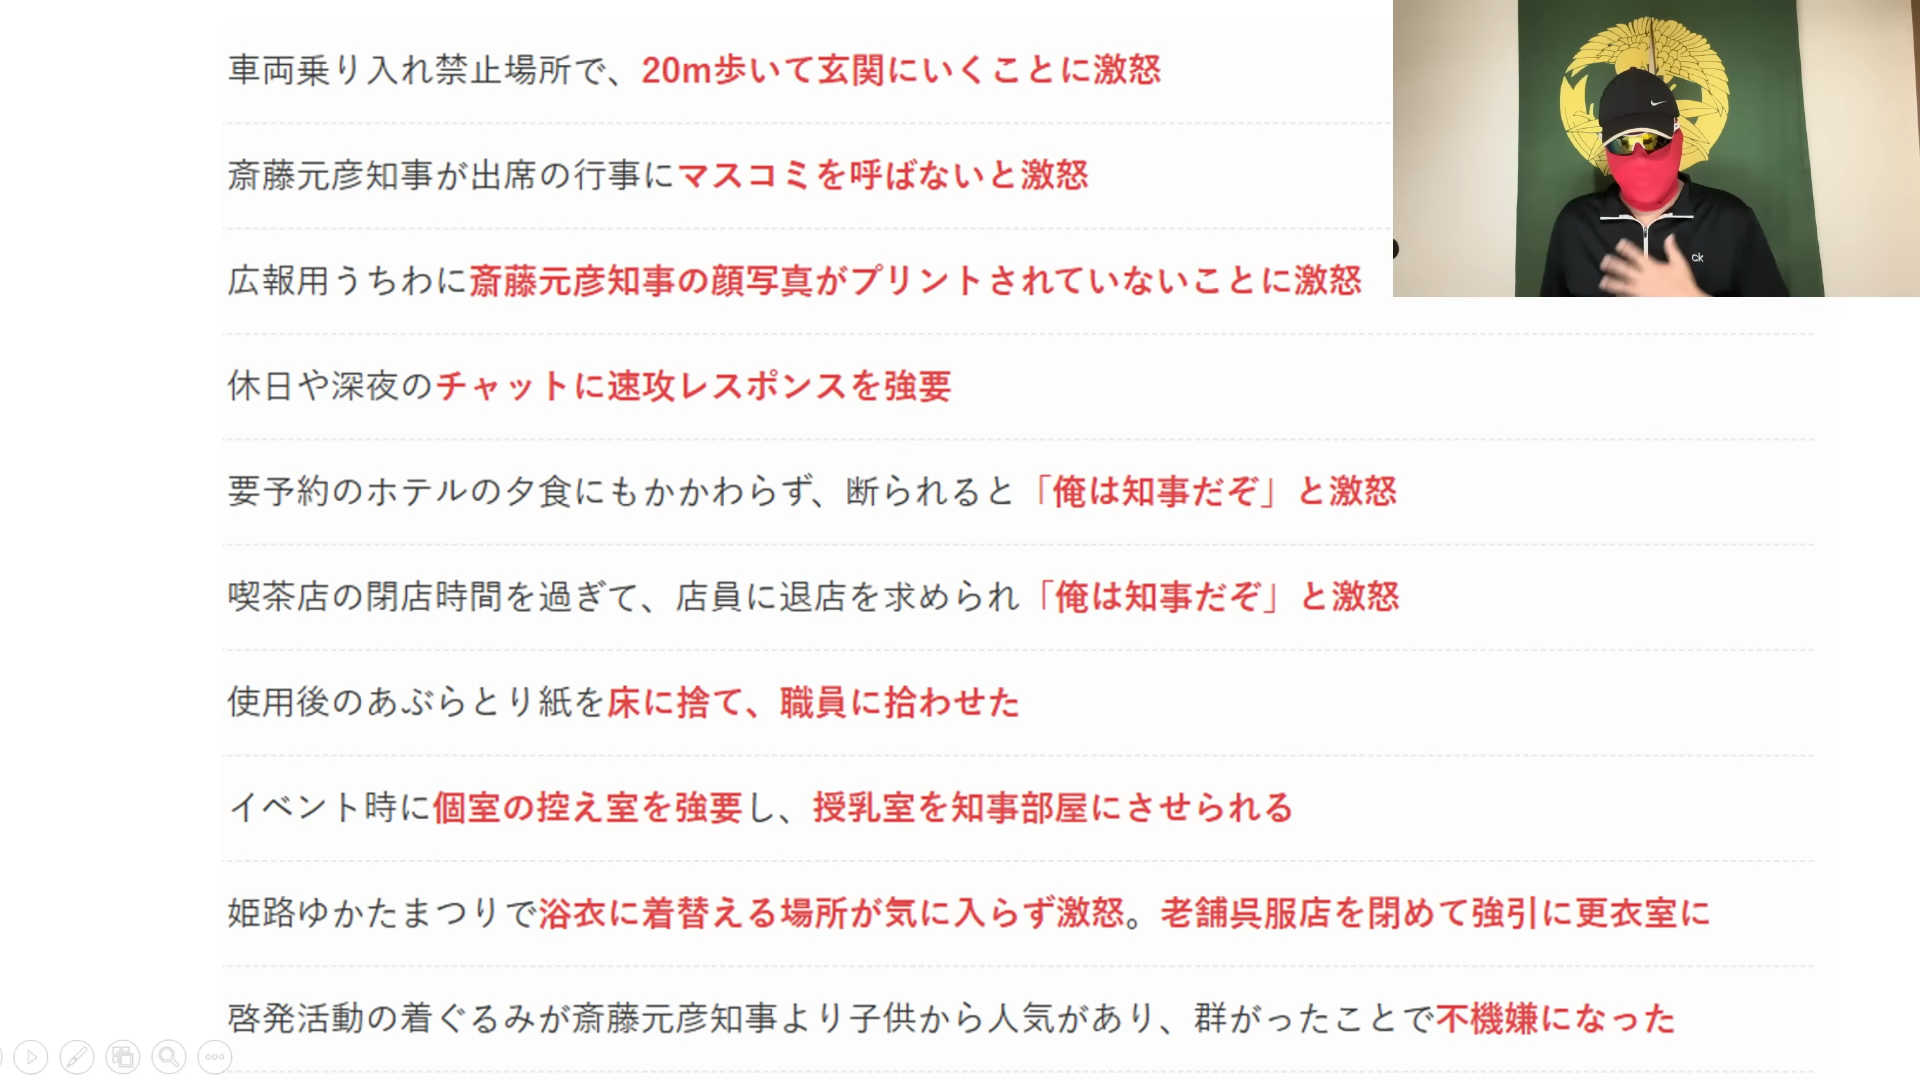 車両乗り入れ禁止場所で、20m歩いて玄関にいくことに激怒
斎藤元彦知事が出席の行事にマスコミを呼ばないと激怒
広報用うちわに斎藤元彦知事の顔写真がプリントされていないことに激怒
休日や深夜のチャットに速攻レスポンスを強要
要予約のホテルの夕食にもかかわらず、断られると「俺は知事だぞ」と激怒
喫茶店の閉店時間を過ぎて、店員に退店を求められ「俺は知事だぞ」と激怒
使用後のあぶらとり紙を床に捨て、職員に拾わせた
イベント時に個室の控え室を強要し、授乳室を知事部屋にさせられる
姫路ゆかたまつりで浴衣に着替える場所が気に入らず激怒。老舗呉服店を閉めて強引に更衣室に
啓発活動の着ぐるみが斎藤元彦知事より子供から人気があり、群がったことで不機嫌になった
ck